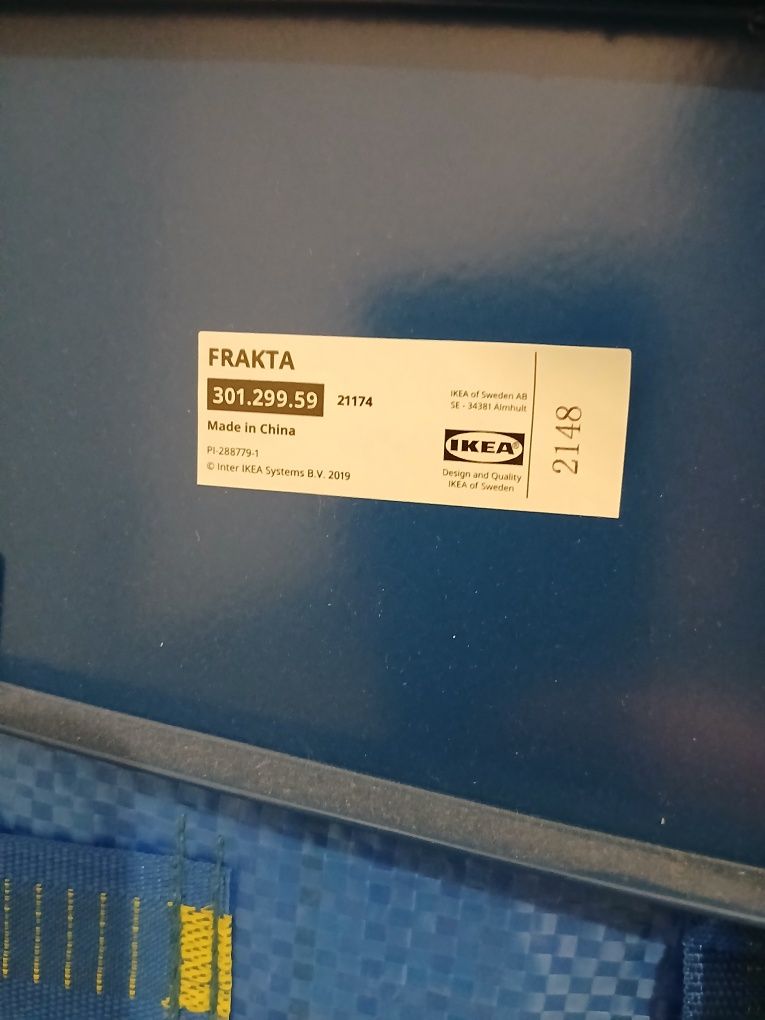 FRAKTA
301.299.59 21174
Made in China
PI-288779-1
© Inter IKEA Systems B.V. 2019
IKEA of Sweden AB
SE - 34381 Älmhult
IKEA®
Design and Quality
IKEA of Sweden
2148